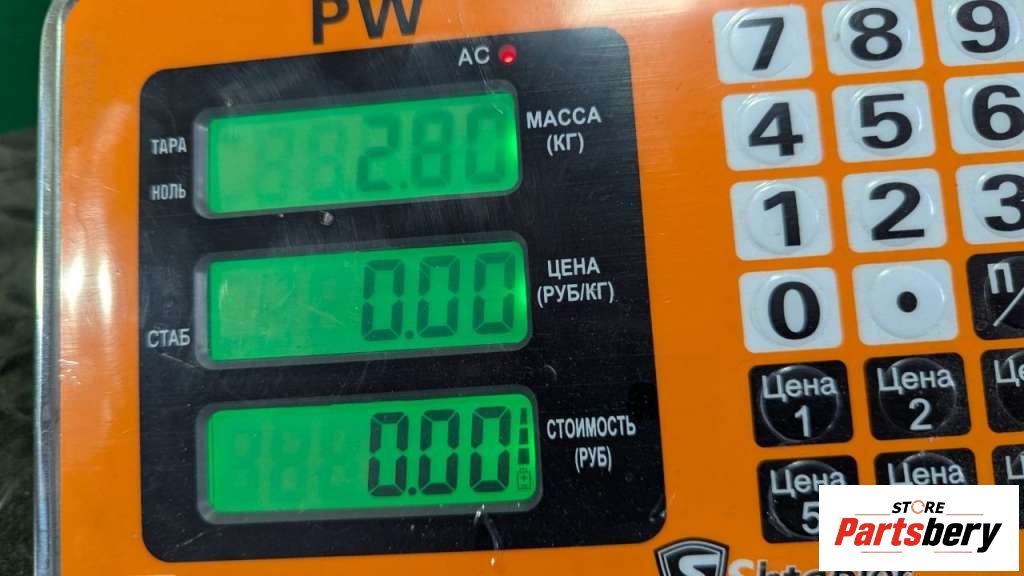 PW
AC
ТАРА
НОЛЬ
2.80
МАССА
(КГ)
СТАБ
0.00
ЦЕНА
(РУБ/КГ)
0.00
СТОИМОСТЬ
(РУБ)
7 8 9
4 5 6
1 2 3
0 .
Цена 1
Цена 2
Цена 5
Цена
STORE
Partsbery